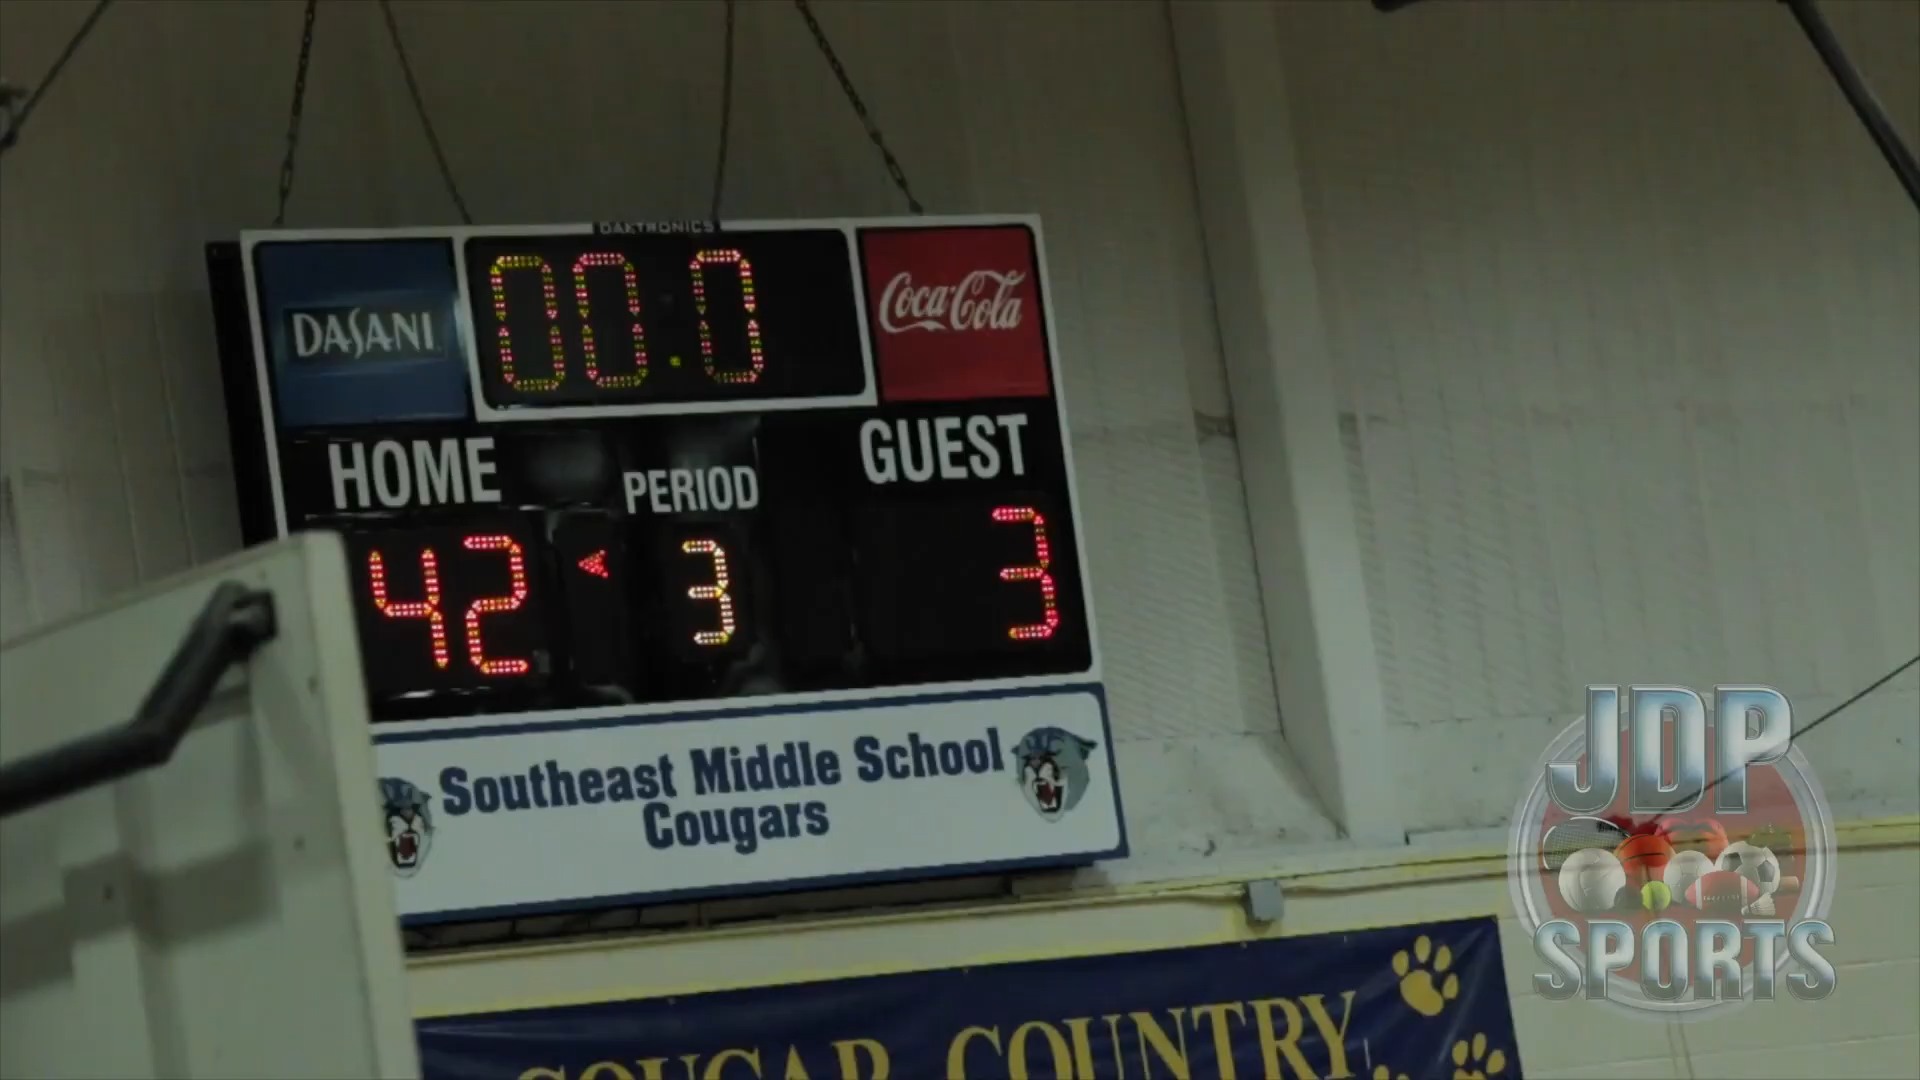 DAKTRONICS
DASANI
00.0
Coca-Cola
HOME
PERIOD
GUEST
42
3
3
Southeast Middle School
Cougars
COUGAR COUNTRY
JDP
SPORTS